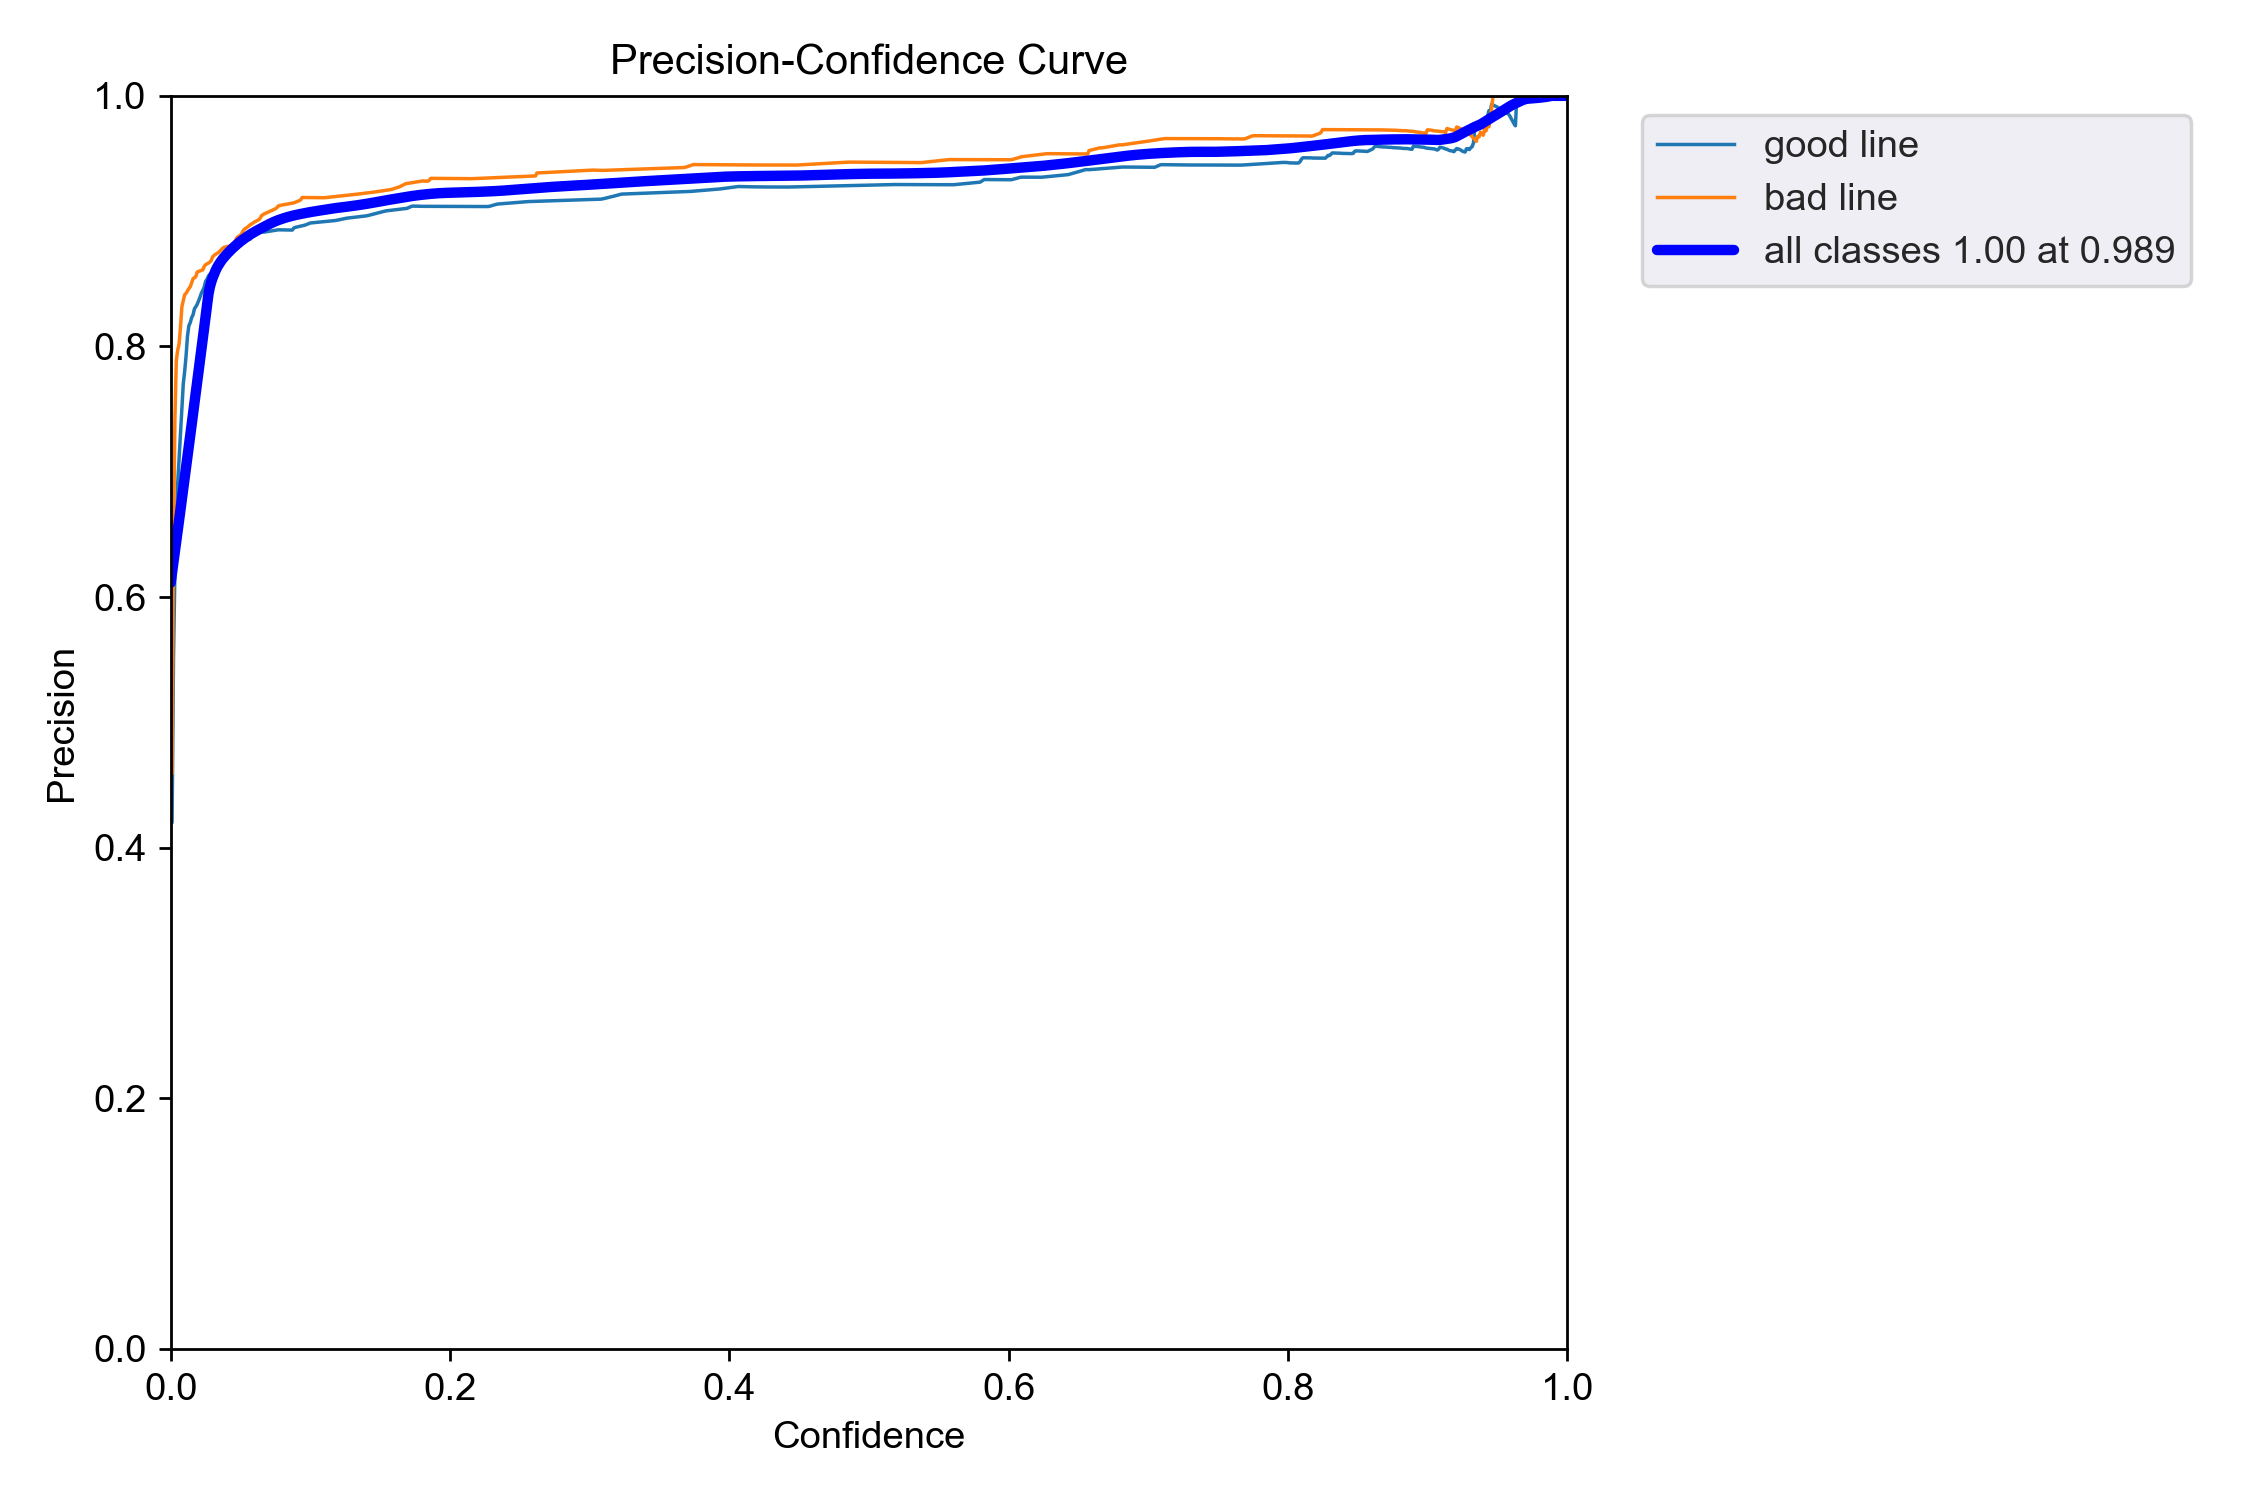 Precision-Confidence Curve
1.0
0.8
0.6
0.4
0.2
0.0
Precision
0.0 0.2 0.4 0.6 0.8 1.0
Confidence
good line
bad line
all classes 1.00 at 0.989